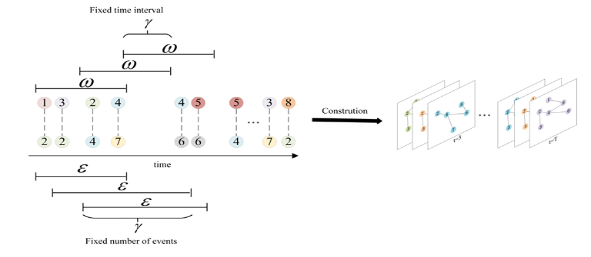 Fixed time interval
γ
ω
ω
ω
1 3 2 4 4 5 5 3 8
...
2 2 4 7 6 6 4 7 2
Constrution
...
time
ε
ε
ε
γ
Fixed number of events